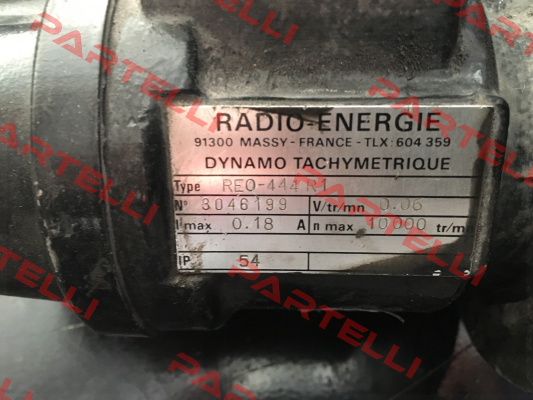 RADIO-ENERGIE
91300 MASSY - FRANCE - TLX: 604 359
DYNAMO TACHYMETRIQUE
Type REO-444 R1
N° 3046199 V/tr/mn 0.06
I max 0.18 A n max 10000 tr/m
IP 54
PARTELLI
PARTELLI
PARTELLI
PARTELLI
PARTELLI
PARTELLI